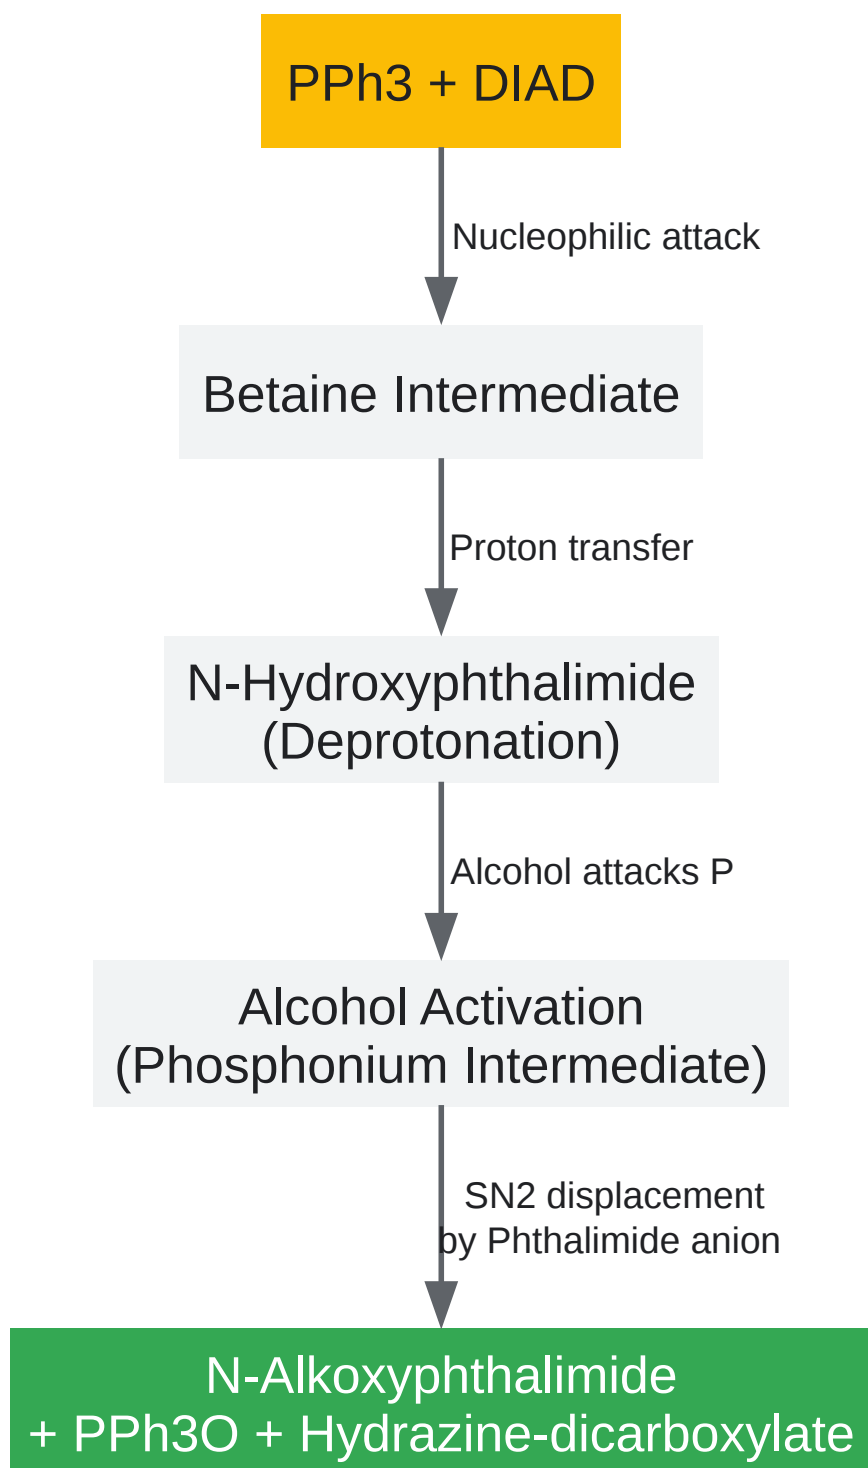 PPh3 + DIAD
Nucleophilic attack
Betaine Intermediate
Proton transfer
N-Hydroxyphthalimide
(Deprotonation)
Alcohol attacks P
Alcohol Activation
(Phosphonium Intermediate)
SN2 displacement
by Phthalimide anion
N-Alkoxyphthalimide
+ PPh3O + Hydrazine-dicarboxylate